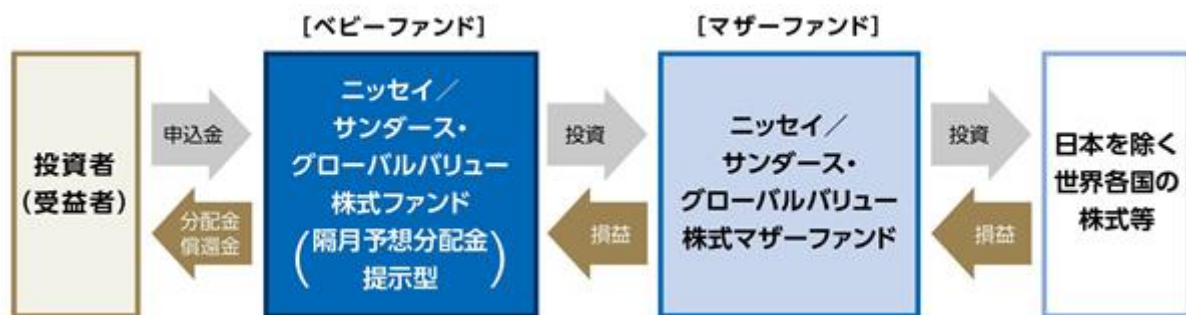 [ベビーファンド]
[マザーファンド]
投資者
(受益者)
申込金
分配金
償還金
ニッセイ／
サンダース・
グローバルバリュー
株式ファンド
(隔月予想分配金
提示型)
投資
損益
ニッセイ／
サンダース・
グローバルバリュー
株式マザーファンド
投資
損益
日本を除く
世界各国の
株式等